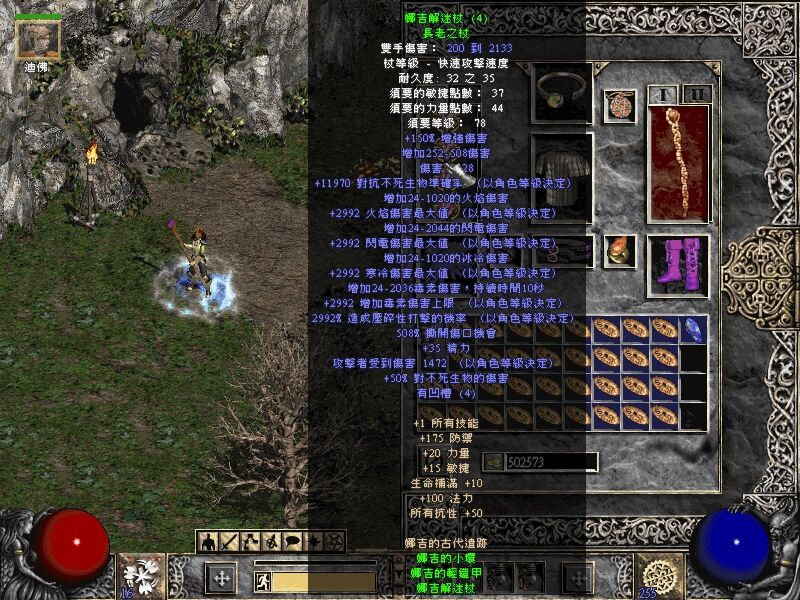 娜吉解迷杖 (4)
長老之杖
雙手傷害： 200 到 2133
杖等級 - 快速攻擊速度
耐久度: 32 之 35
須要的敏捷點數： 37
須要的力量點數： 44
須要等級： 78
+150% 增強傷害
增加252-508傷害
傷害
+11970 對抗不死生物準確率 （以角色等級決定）
增加24-1020的火焰傷害
+2992 火焰傷害最大值 （以角色等級決定）
增加24-2044的閃電傷害
+2992 閃電傷害最大值 （以角色等級決定）
增加24-1020的冰冷傷害
+2992 寒冷傷害最大值 （以角色等級決定）
增加24-2036毒素傷害，持續時間10秒
+2992 增加毒素傷害上限 （以角色等級決定）
2992% 造成壓碎性打擊的機率 （以角色等級決定）
508% 撕開傷口機會
+35 精力
攻擊者受到傷害 1472 （以角色等級決定）
+50% 對不死生物的傷害
有凹槽 (4)
+1 所有技能
+175 防禦
+20 力量
+15 敏捷
生命補滿 +10
+100 法力
所有抗性 +50
娜吉的古代遺跡
娜吉的小環
娜吉的輕鎧甲
娜吉解迷杖
迪佛
I
II
502573
16
255